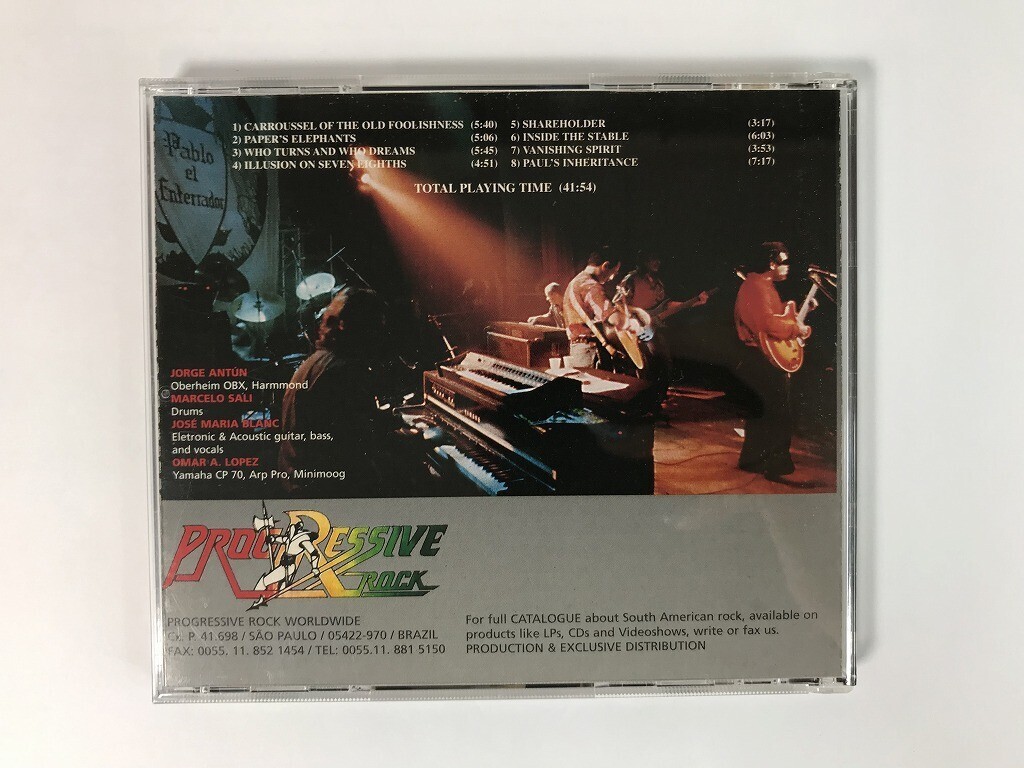 Pablo
el
Enterrador
1) CARROUSSEL OF THE OLD FOOLISHNESS (5:40)
2) PAPER'S ELEPHANTS (5:06)
3) WHO TURNS AND WHO DREAMS (5:45)
4) ILLUSION ON SEVEN EIGHTHS (4:51)
5) SHAREHOLDER (3:17)
6) INSIDE THE STABLE (6:03)
7) VANISHING SPIRIT (3:53)
8) PAUL'S INHERITANCE (7:17)
TOTAL PLAYING TIME (41:54)
JORGE ANTÚN
Oberheim OBX, Harmmond
MARCELO SALI
Drums
JOSÉ MARIA BLANC
Eletronic & Acoustic guitar, bass,
and vocals
OMAR A. LOPEZ
Yamaha CP 70, Arp Pro, Minimoog
PROGRESSIVE
ROCK
PROGRESSIVE ROCK WORLDWIDE
Cx. P. 41.698 / SÃO PAULO / 05422-970 / BRAZIL
FAX: 0055. 11. 852 1454 / TEL: 0055.11. 881 5150
For full CATALOGUE about South American rock, available on
products like LPs, CDs and Videoshows, write or fax us.
PRODUCTION & EXCLUSIVE DISTRIBUTION